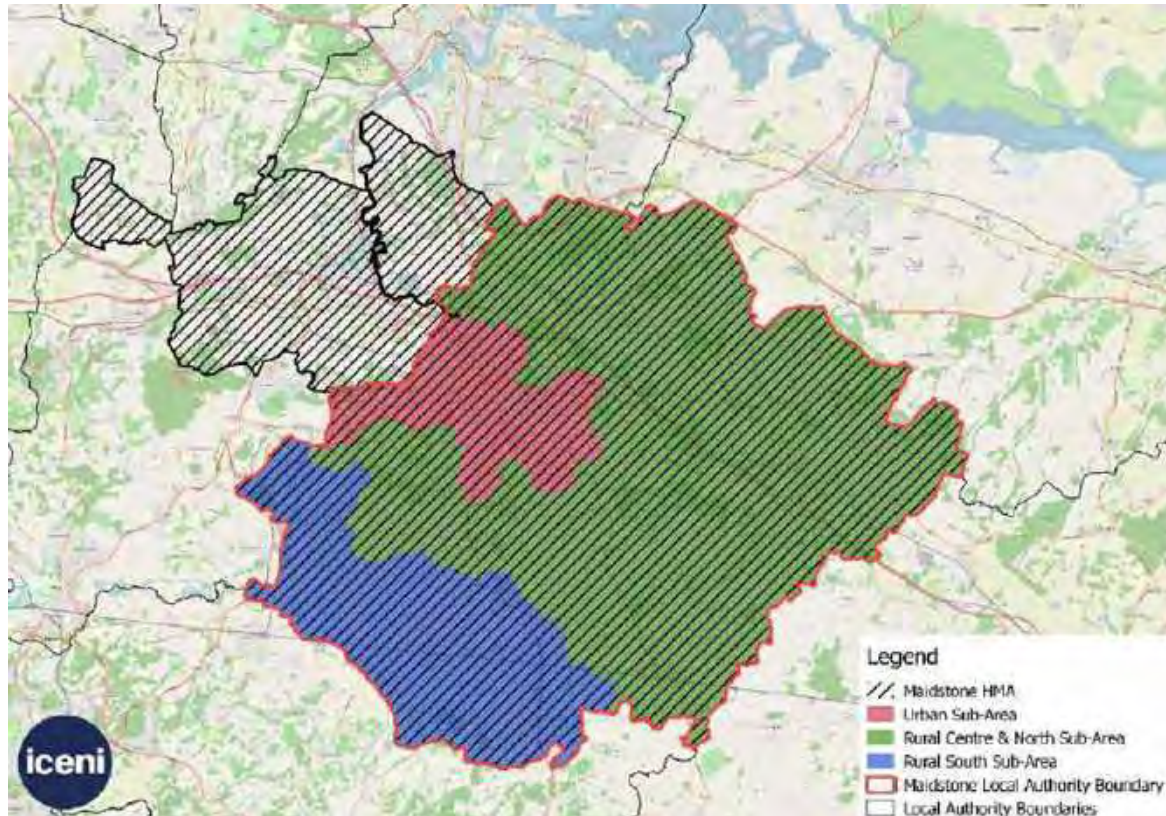 Legend
Maidstone HMA
Urban Sub-Area
Rural Centre & North Sub-Area
Rural South Sub-Area
Maidstone Local Authority Boundary
Local Authority Boundaries
iceni